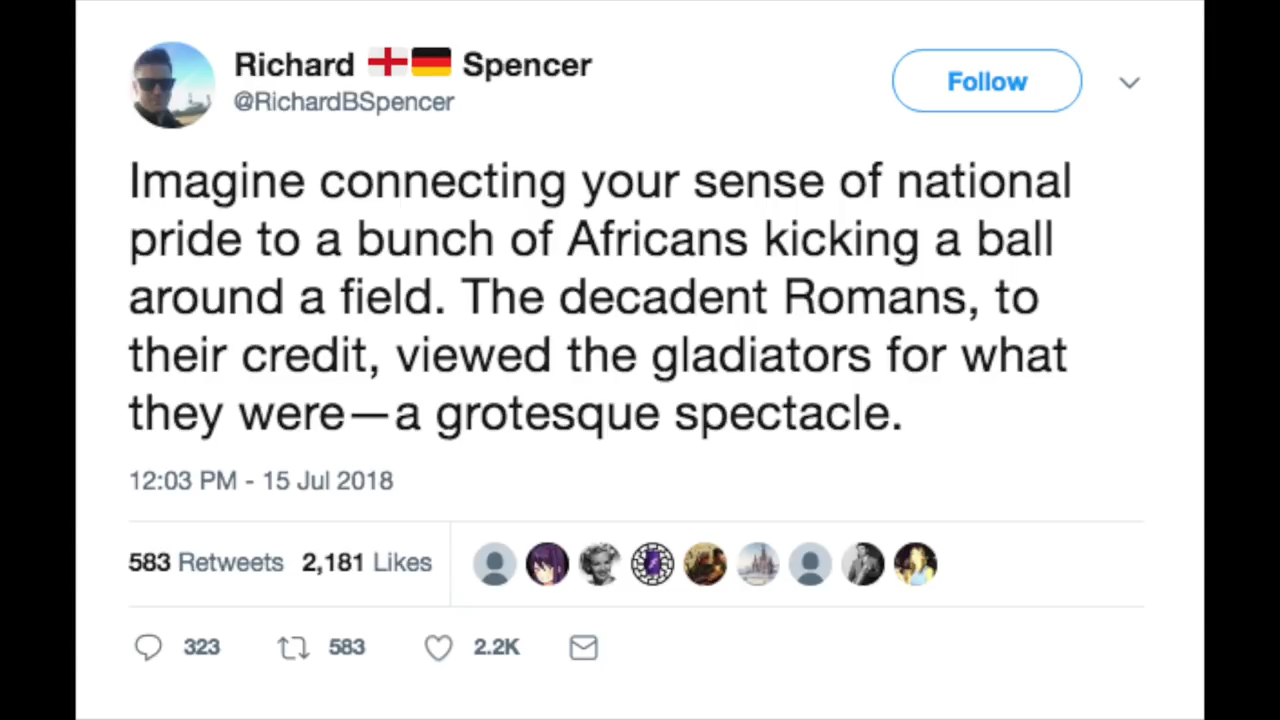 Richard 🏴󠁧󠁢󠁥󠁮󠁧󠁿🇩🇪 Spencer
Follow
@RichardBSpencer
Imagine connecting your sense of national
pride to a bunch of Africans kicking a ball
around a field. The decadent Romans, to
their credit, viewed the gladiators for what
they were—a grotesque spectacle.
12:03 PM - 15 Jul 2018
583 Retweets 2,181 Likes
323 583 2.2K